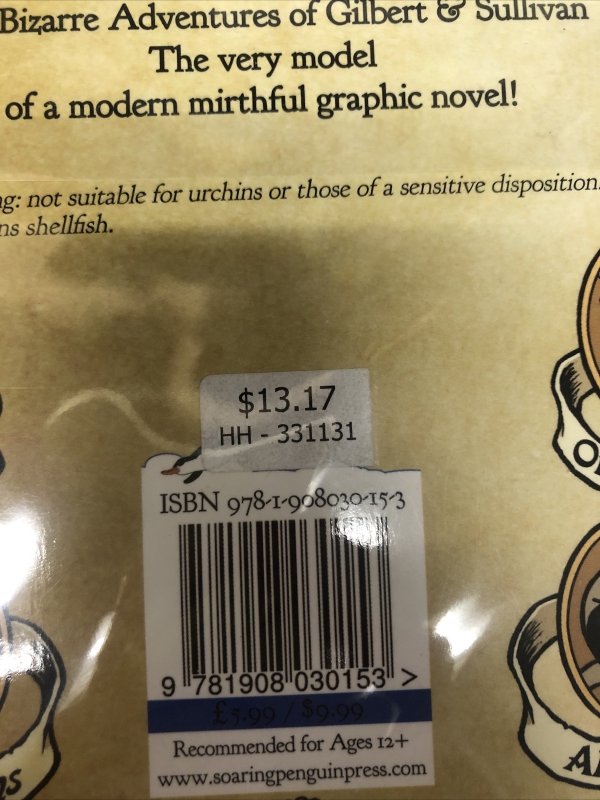 Bizarre Adventures of Gilbert & Sullivan
The very model
of a modern mirthful graphic novel!
ng: not suitable for urchins or those of a sensitive disposition.
ns shellfish.
$13.17
HH - 331131
ISBN 978-1-908030-15-3
9 781908 030153 >
£5.99 / $9.99
Recommended for Ages 12+
www.soaringpenguinpress.com